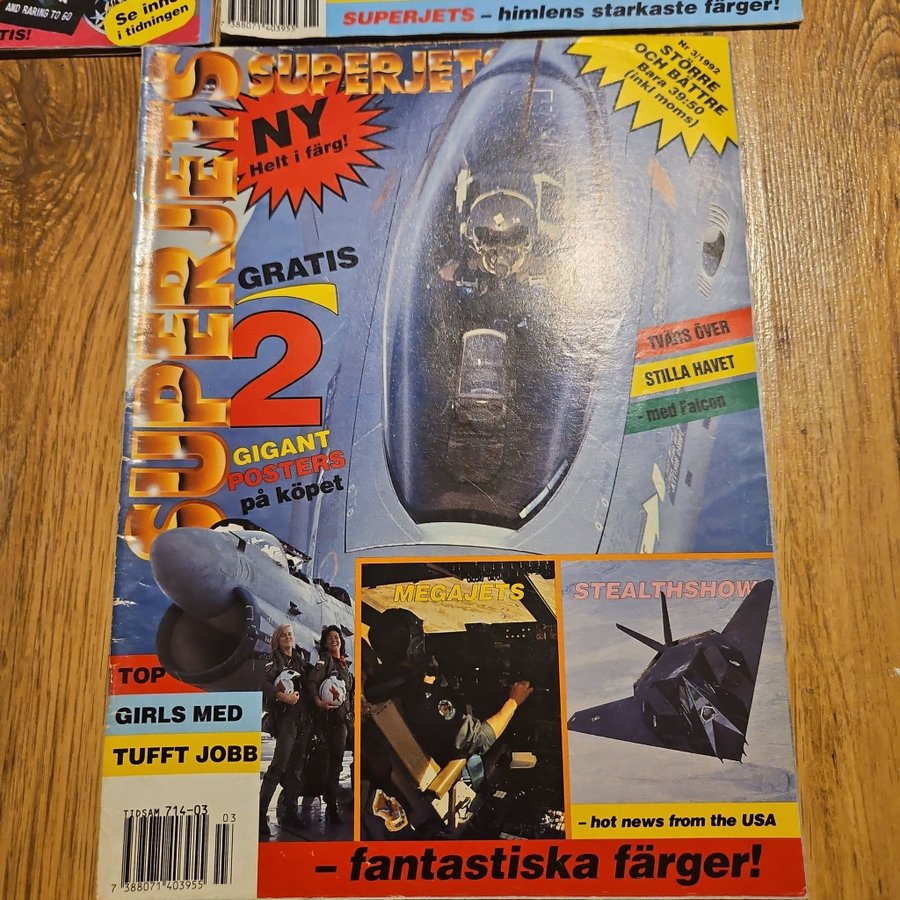 AND RARING TO GO
TIS!
Se inne
i tidningen
7388071"403955
SUPERJETS – himlens starkaste färger!
SUPERJETS
SUPERJETS
NY
Helt i färg!
Nr. 3/1992
STÖRRE
OCH BÄTTRE
Bara 39:50
(inkl moms)
GRATIS
2
GIGANT
POSTERS
på köpet
TVÄRS ÖVER
STILLA HAVET
- med Falcon
TOP
GIRLS MED
TUFFT JOBB
MEGAJETS
STEALTHSHOW
– hot news from the USA
TIDSAM 714-03
03
7 388071 403955
– fantastiska färger!